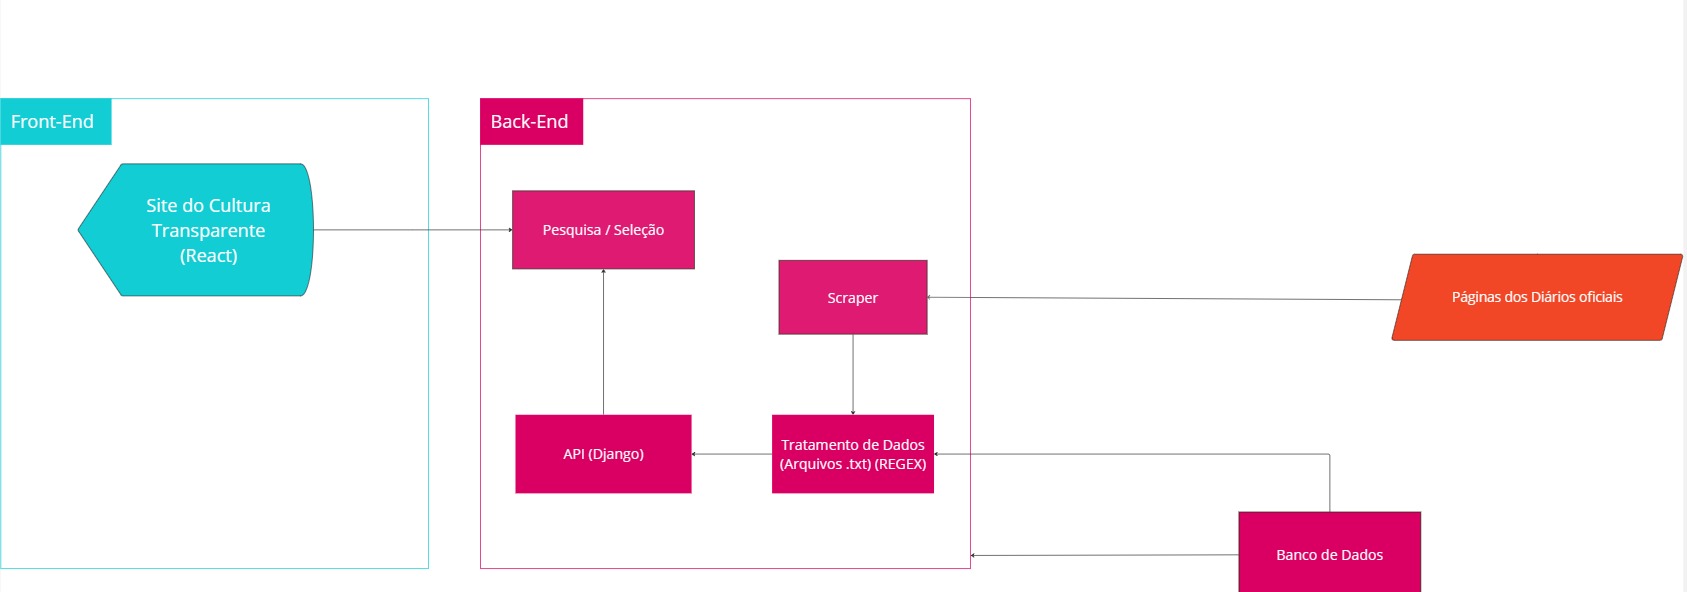 Front-End
Back-End
Site do Cultura
Transparente
(React)
Pesquisa / Seleção
Scraper
Páginas dos Diários oficiais
API (Django)
Tratamento de Dados
(Arquivos .txt) (REGEX)
Banco de Dados